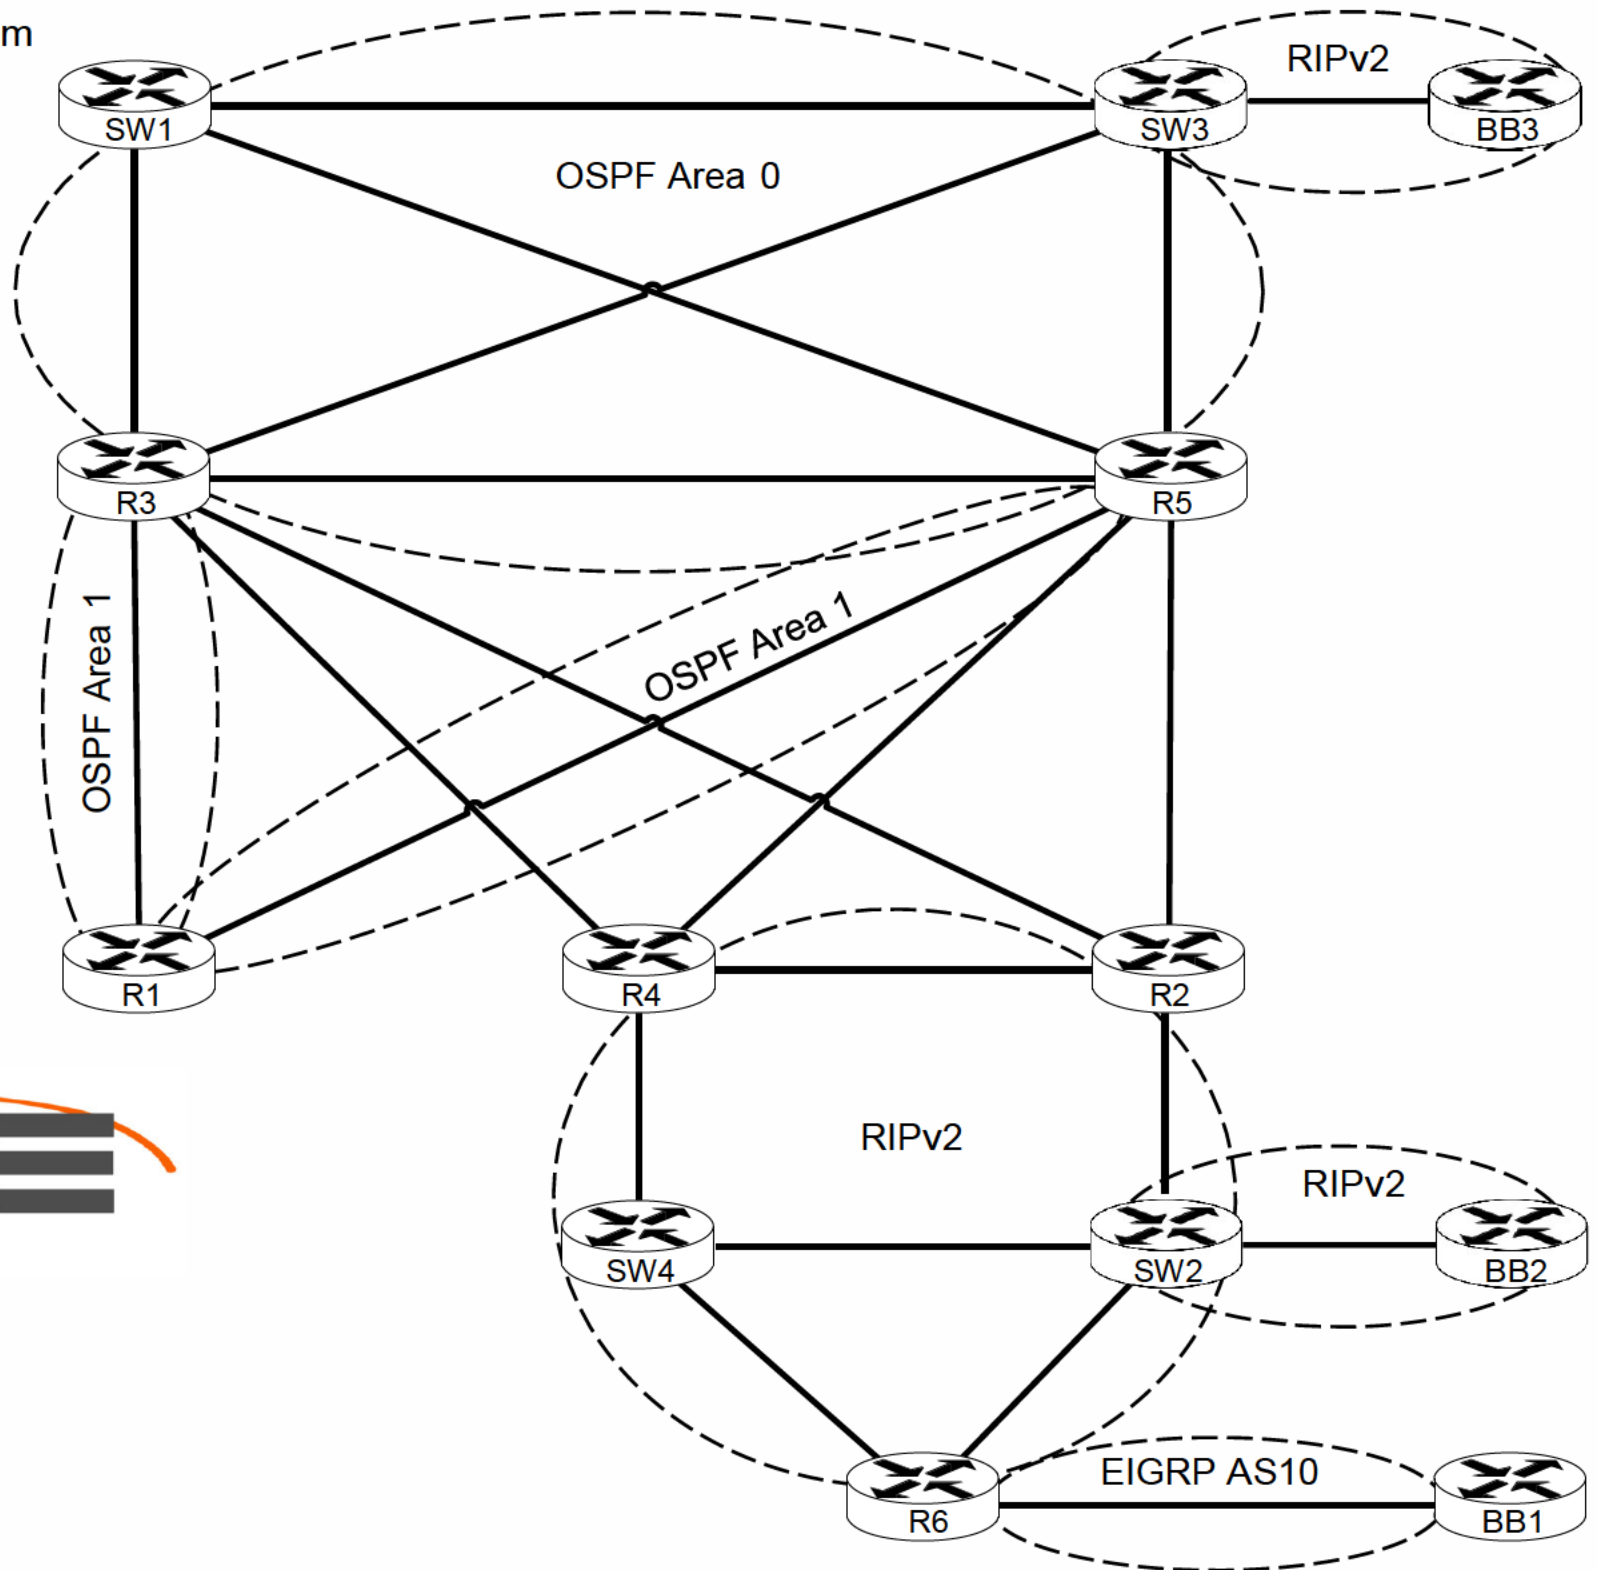 m
SW1
SW3
RIPv2
BB3
OSPF Area 0
R3
R5
OSPF Area 1
OSPF Area 1
R1
R4
R2
RIPv2
RIPv2
SW4
SW2
BB2
EIGRP AS10
R6
BB1